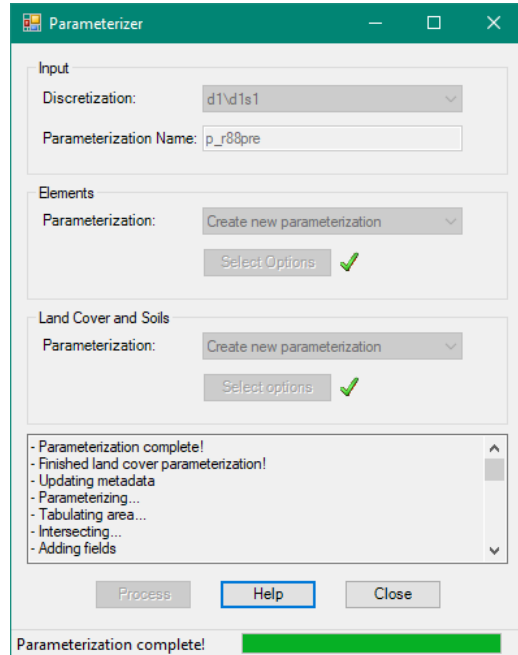 Parameterizer
Input
Discretization: d1\d1s1
Parameterization Name: p_r88pre
Elements
Parameterization: Create new parameterization
Select Options
Land Cover and Soils
Parameterization: Create new parameterization
Select options
- Parameterization complete!
- Finished land cover parameterization!
- Updating metadata
- Parameterizing...
- Tabulating area...
- Intersecting...
- Adding fields
Process Help Close
Parameterization complete!